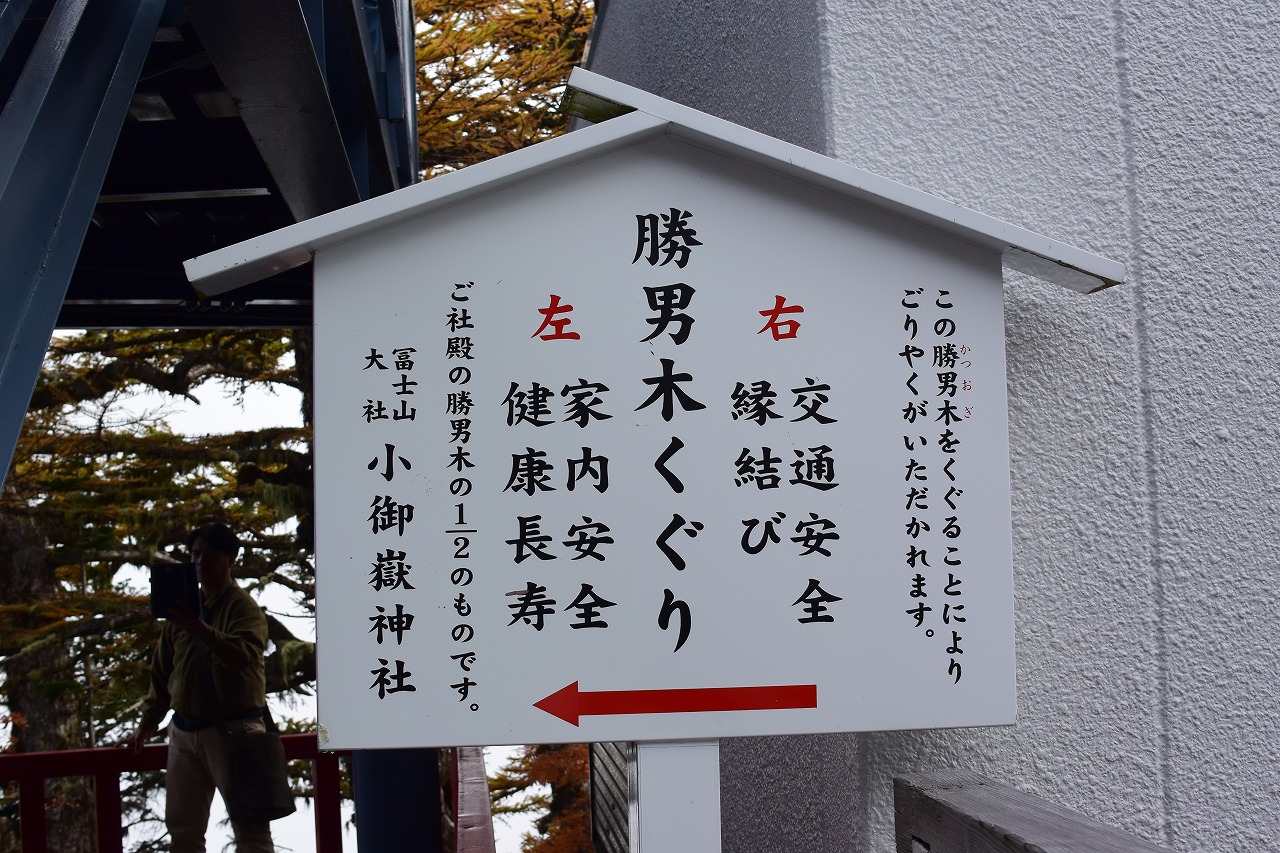 この勝男木をくぐることにより
かつおぎ
ごりやくがいただかれます。
右
交通安全
縁結び
勝男木くぐり
左
家内安全
健康長寿
ご社殿の勝男木の1/2のものです。
冨士山
大社
小御嶽神社